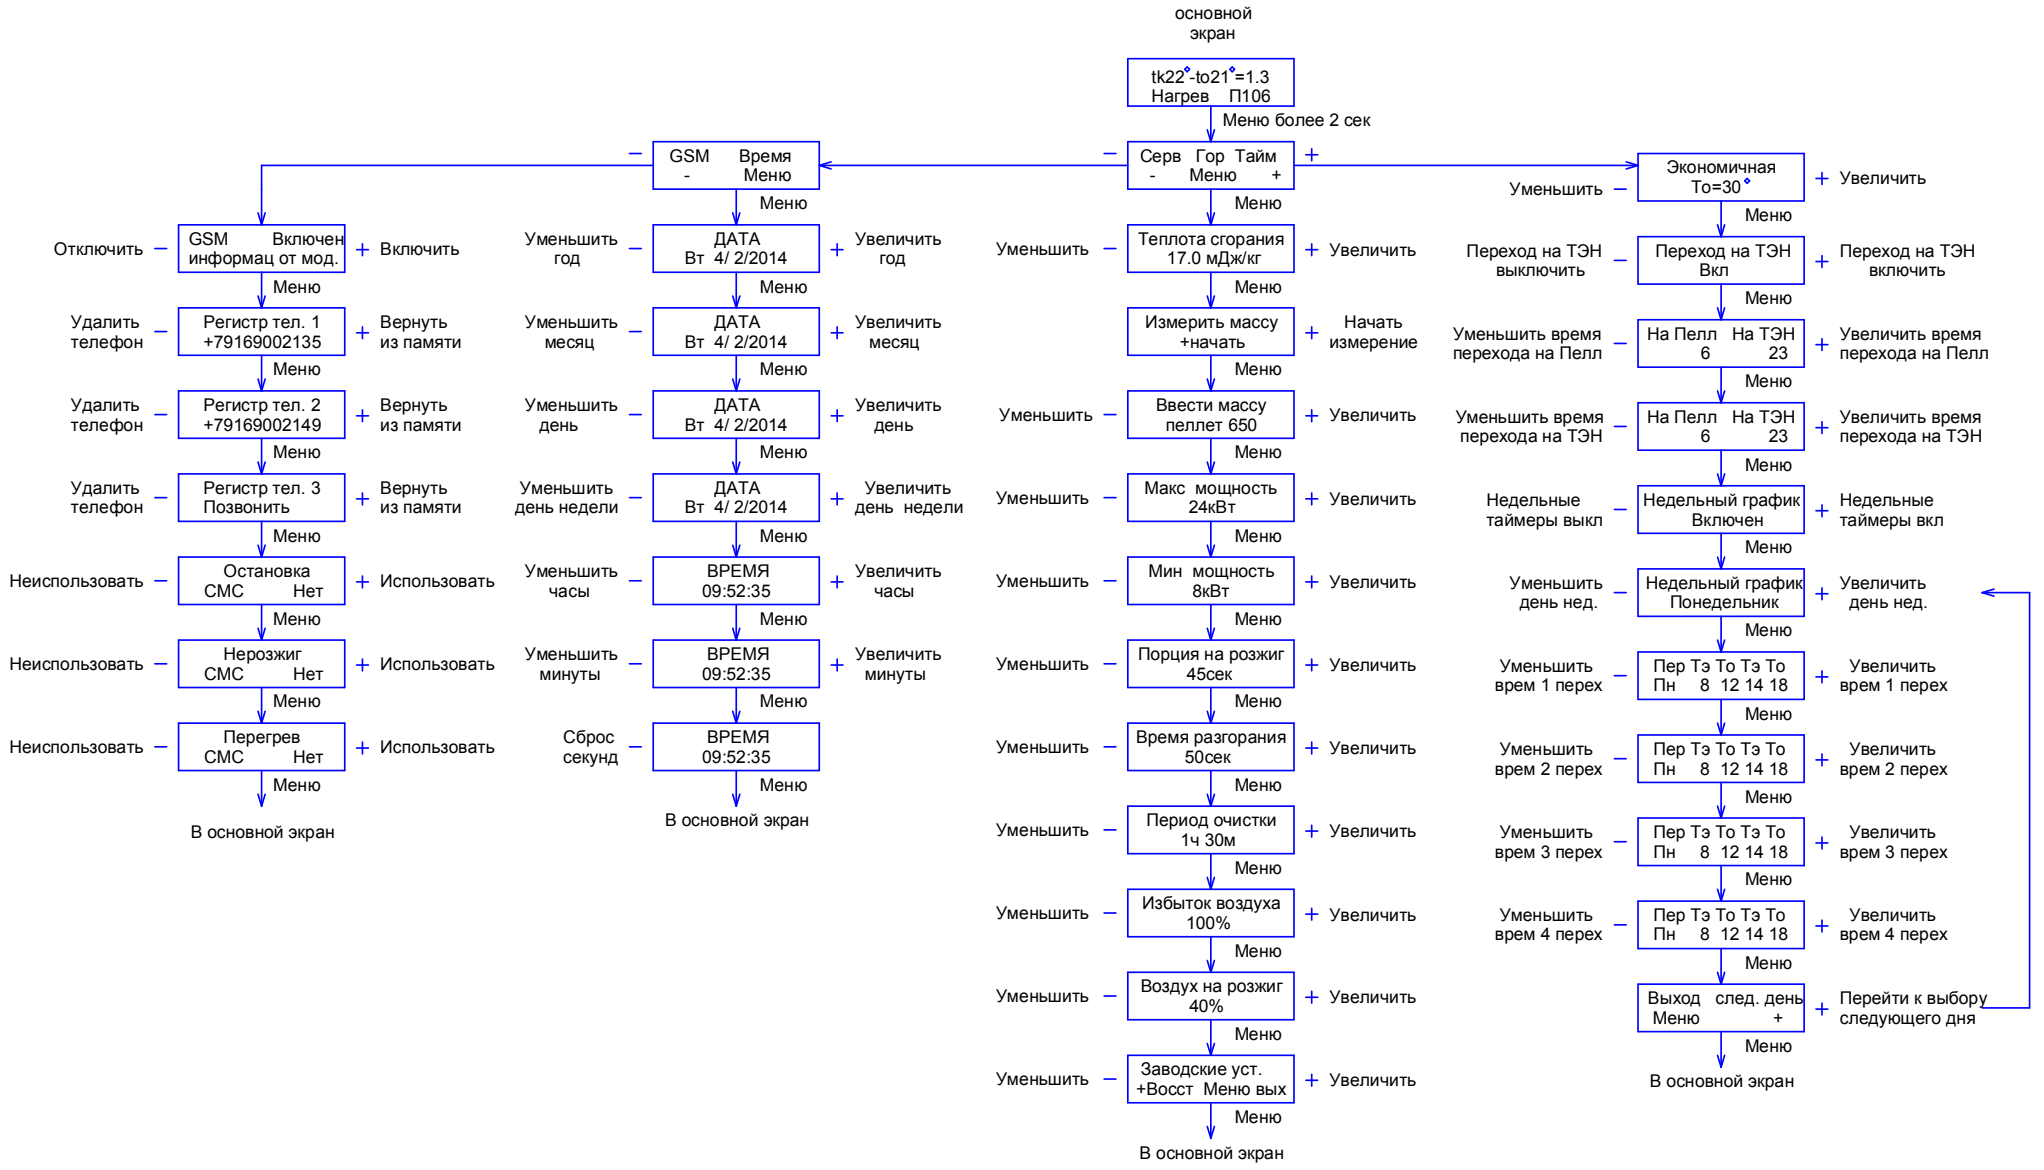 основной
экран
tk22°-to21°=1.3
Нагрев П106
Меню более 2 сек
−
GSM Время
- Меню
Меню
−
Серв Гор Тайм
- Меню +
+
Меню
Экономичная
То=30°
Уменьшить −
+ Увеличить
Меню
Отключить −
GSM Включен
информац от мод.
+ Включить
Меню
Удалить
телефон
−
Регистр тел. 1
+79169002135
+
Вернуть
из памяти
Меню
Удалить
телефон
−
Регистр тел. 2
+79169002149
+
Вернуть
из памяти
Меню
Удалить
телефон
−
Регистр тел. 3
Позвонить
+
Вернуть
из памяти
Меню
Неиспользовать −
Остановка
СМС Нет
+ Использовать
Меню
Неиспользовать −
Нерозжиг
СМС Нет
+ Использовать
Меню
Неиспользовать −
Перегрев
СМС Нет
+ Использовать
Меню
В основной экран
Уменьшить
год
−
ДАТА
Вт 4/ 2/2014
+
Увеличить
год
Меню
Уменьшить
месяц
−
ДАТА
Вт 4/ 2/2014
+
Увеличить
месяц
Меню
Уменьшить
день
−
ДАТА
Вт 4/ 2/2014
+
Увеличить
день
Меню
Уменьшить
день недели
−
ДАТА
Вт 4/ 2/2014
+
Увеличить
день недели
Меню
Уменьшить
часы
−
ВРЕМЯ
09:52:35
+
Увеличить
часы
Меню
Уменьшить
минуты
−
ВРЕМЯ
09:52:35
+
Увеличить
минуты
Меню
Сброс
секунд
−
ВРЕМЯ
09:52:35
Меню
В основной экран
Уменьшить −
Теплота сгорания
17.0 мДж/кг
+ Увеличить
Меню
Измерить массу
+начать
+
Начать
измерение
Меню
Уменьшить −
Ввести массу
пеллет 650
+ Увеличить
Меню
Уменьшить −
Макс мощность
24кВт
+ Увеличить
Меню
Уменьшить −
Мин мощность
8кВт
+ Увеличить
Меню
Уменьшить −
Порция на розжиг
45сек
+ Увеличить
Меню
Уменьшить −
Время разгорания
50сек
+ Увеличить
Меню
Уменьшить −
Период очистки
1ч 30м
+ Увеличить
Меню
Уменьшить −
Избыток воздуха
100%
+ Увеличить
Меню
Уменьшить −
Воздух на розжиг
40%
+ Увеличить
Меню
Уменьшить −
Заводские уст.
+Восст Меню вых
+ Увеличить
Меню
В основной экран
Переход на ТЭН
выключить
−
Переход на ТЭН
Вкл
+
Переход на ТЭН
включить
Меню
Уменьшить время
перехода на Пелл
−
На Пелл На ТЭН
6 23
+
Увеличить время
перехода на Пелл
Меню
Уменьшить время
перехода на ТЭН
−
На Пелл На ТЭН
6 23
+
Увеличить время
перехода на ТЭН
Меню
Недельные
таймеры выкл
−
Недельный график
Включен
+
Недельные
таймеры вкл
Меню
Уменьшить
день нед.
−
Недельный график
Понедельник
+
Увеличить
день нед.
Меню
Уменьшить
врем 1 перех
−
Пер Тэ То Тэ То
Пн 8 12 14 18
+
Увеличить
врем 1 перех
Меню
Уменьшить
врем 2 перех
−
Пер Тэ То Тэ То
Пн 8 12 14 18
+
Увеличить
врем 2 перех
Меню
Уменьшить
врем 3 перех
−
Пер Тэ То Тэ То
Пн 8 12 14 18
+
Увеличить
врем 3 перех
Меню
Уменьшить
врем 4 перех
−
Пер Тэ То Тэ То
Пн 8 12 14 18
+
Увеличить
врем 4 перех
Меню
Выход след. день
Меню +
+
Перейти к выбору
следующего дня
Меню
В основной экран